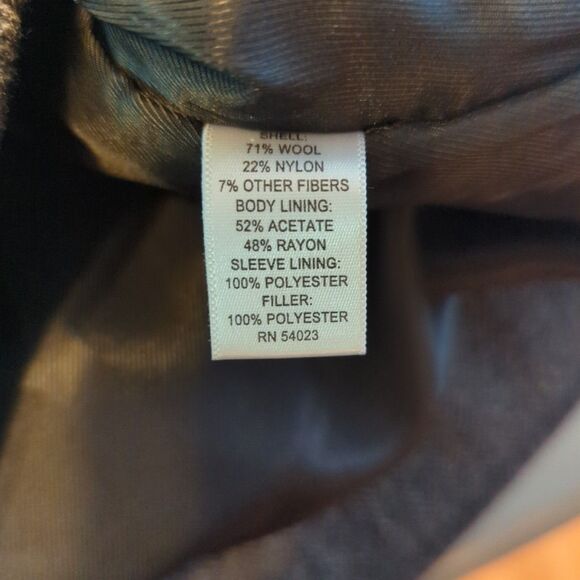 SHELL:
71% WOOL
22% NYLON
7% OTHER FIBERS
BODY LINING:
52% ACETATE
48% RAYON
SLEEVE LINING:
100% POLYESTER
FILLER:
100% POLYESTER
RN 54023